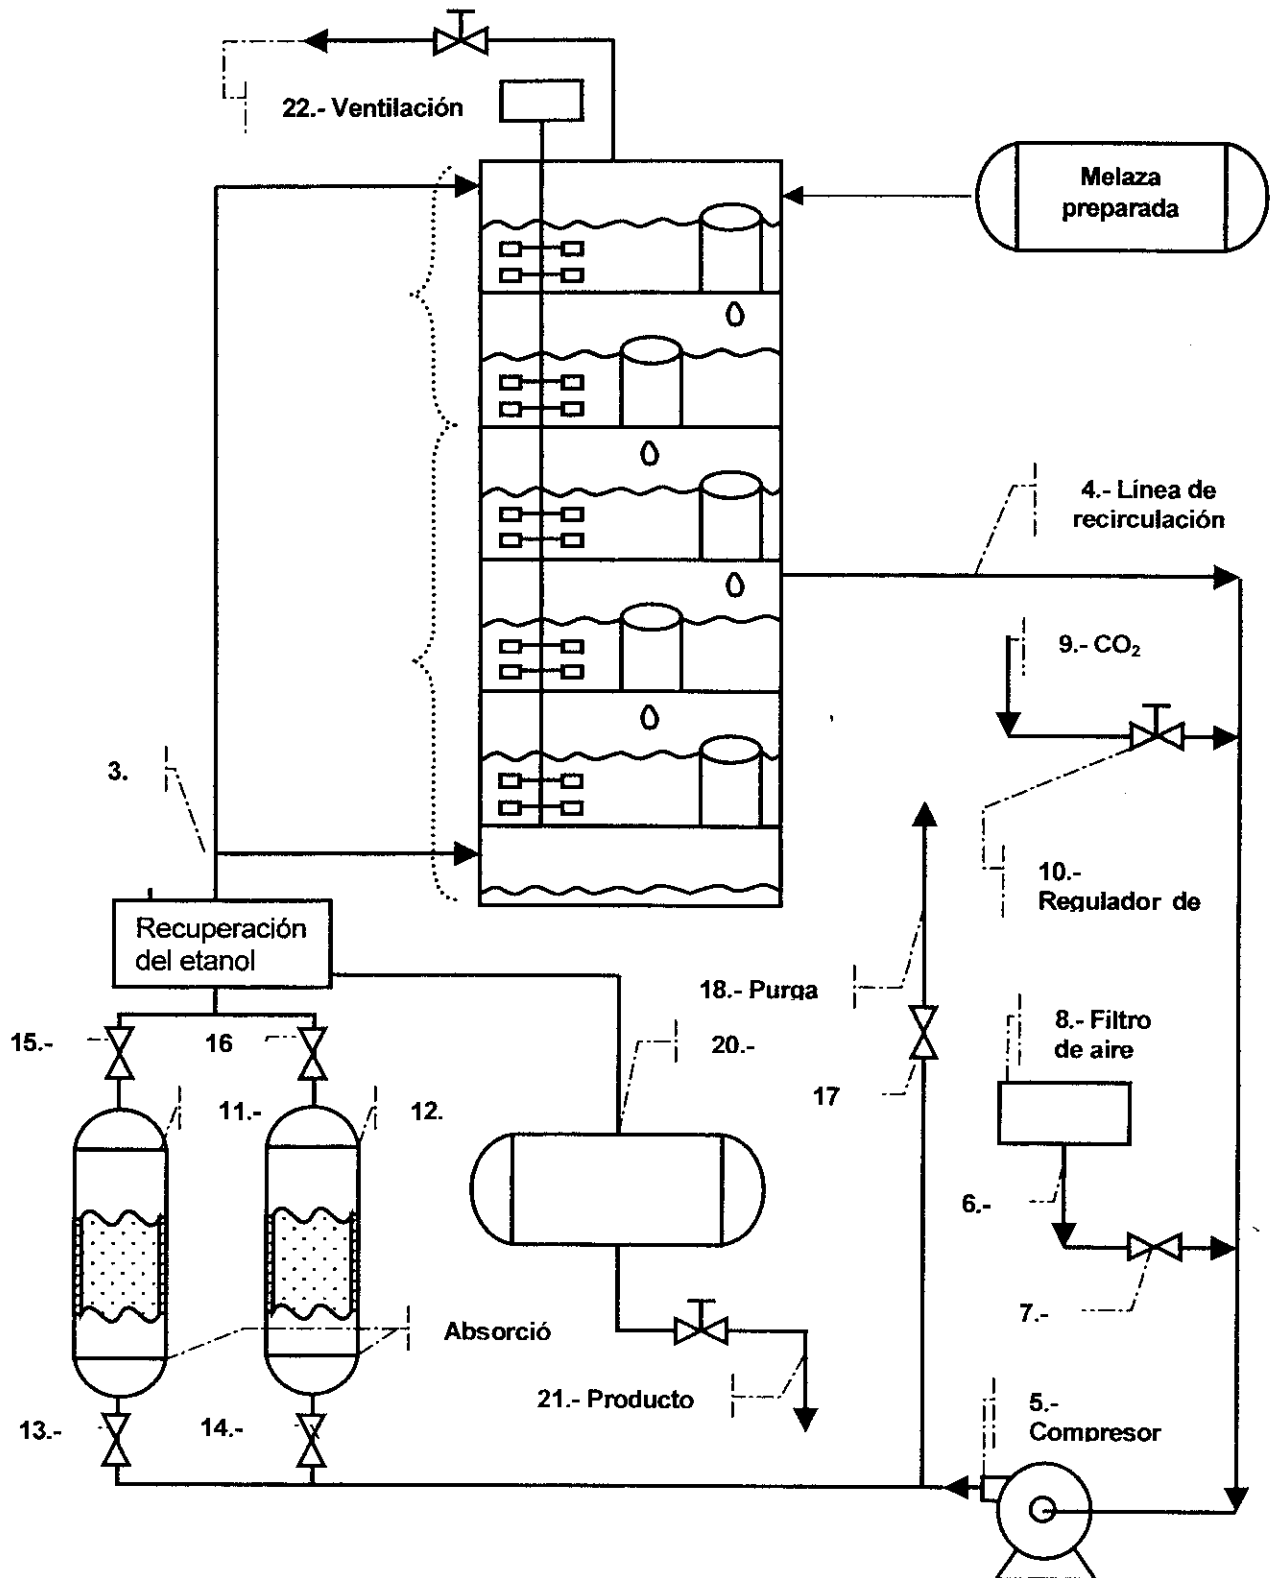 22.- Ventilación
Melaza
preparada
4.- Línea de
recirculación
9.- CO₂
3.
10.-
Regulador de
Recuperación
del etanol
18.- Purga
8.- Filtro
de aire
15.-
16
20.-
17
11.-
12.
6.-
7.-
Absorció
21.- Producto
5.-
Compresor
13.-
14.-